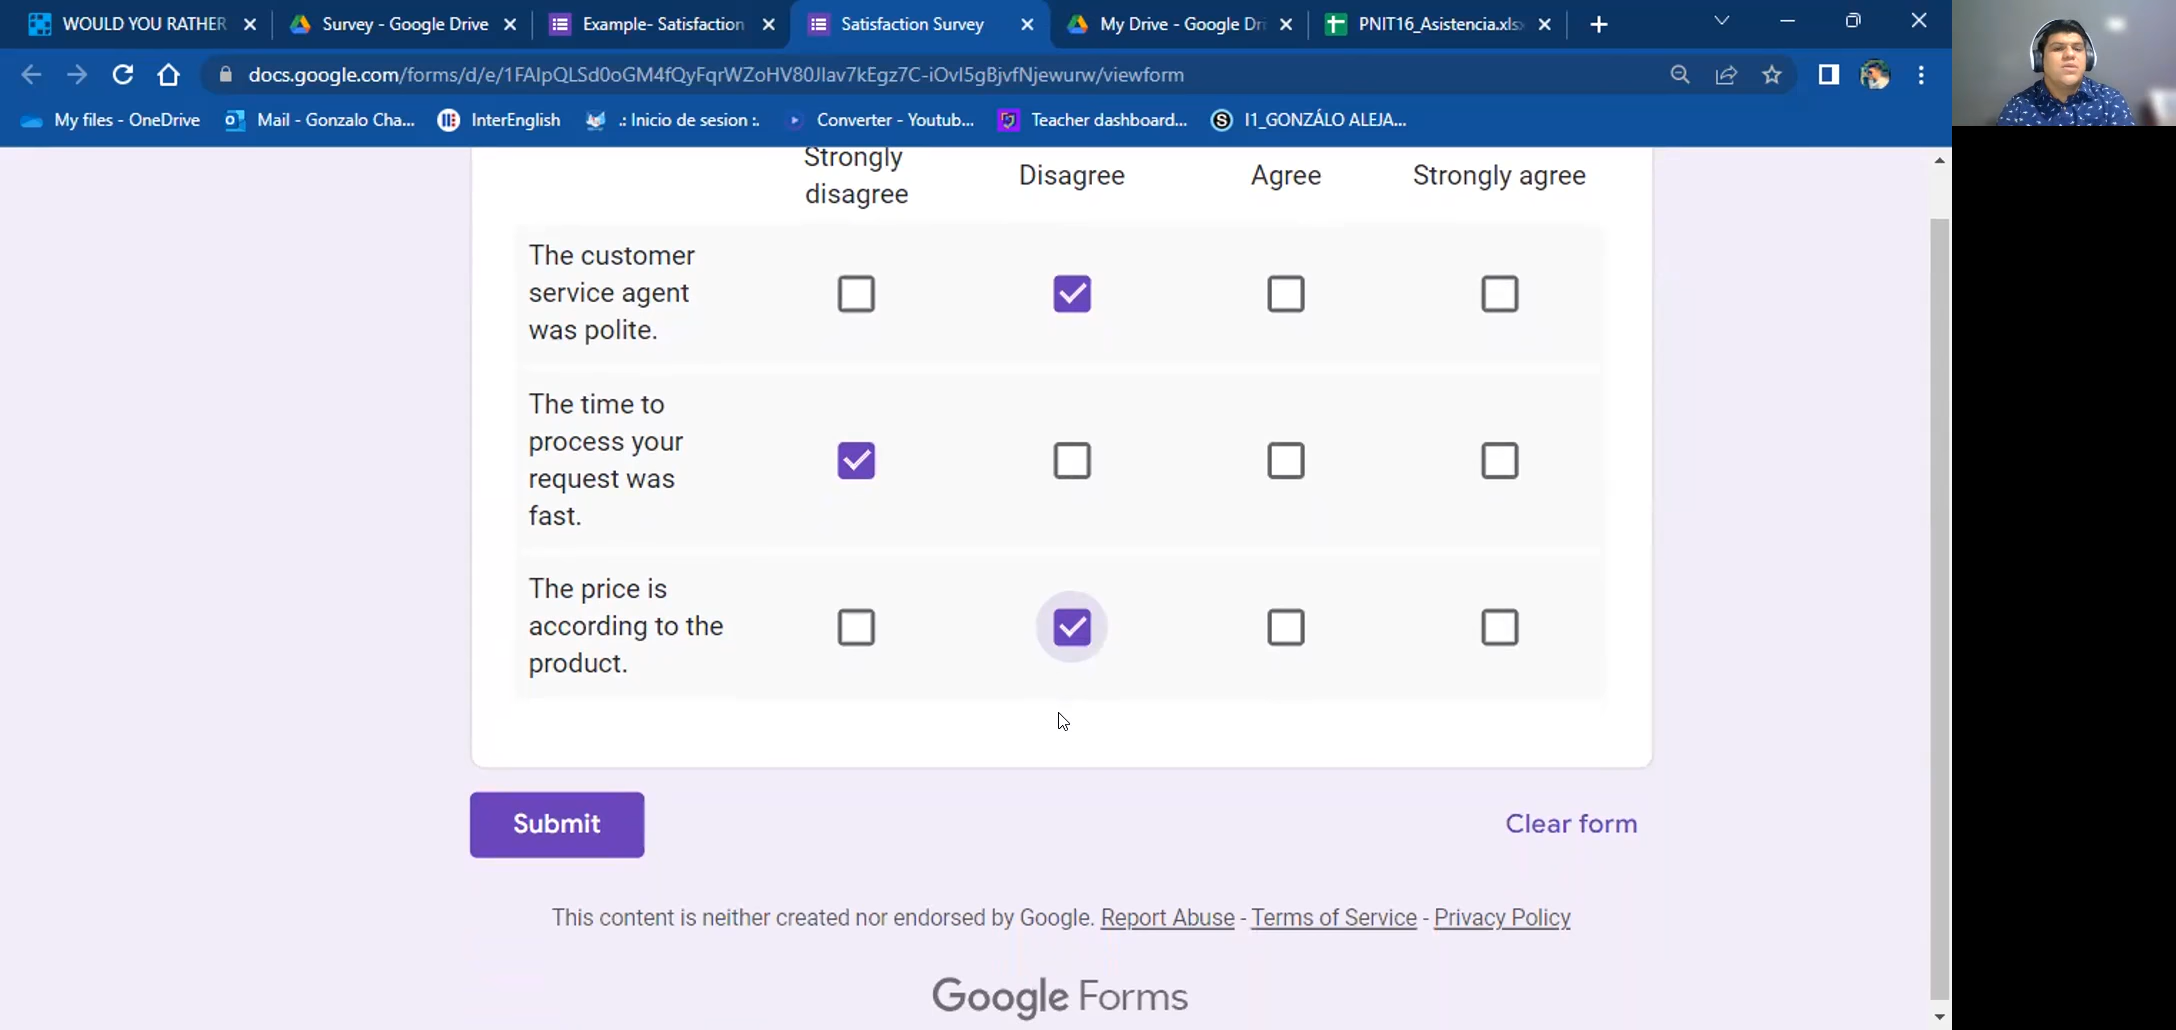 WOULD YOU RATHER
Survey - Google Drive
Example- Satisfaction
Satisfaction Survey
My Drive - Google Dri
PNIT16_Asistencia.xlsx
docs.google.com/forms/d/e/
/viewform
My files - OneDrive
Mail - Gonzalo Cha...
InterEnglish
.: Inicio de sesion :.
Converter - Youtub...
Teacher dashboard...
I1_GONZÁLO ALEJA...
Strongly
disagree
Disagree
Agree
Strongly agree
The customer
service agent
was polite.
The time to
process your
request was
fast.
The price is
according to the
product.
Submit
Clear form
This content is neither created nor endorsed by Google. Report Abuse - Terms of Service - Privacy Policy
Google Forms